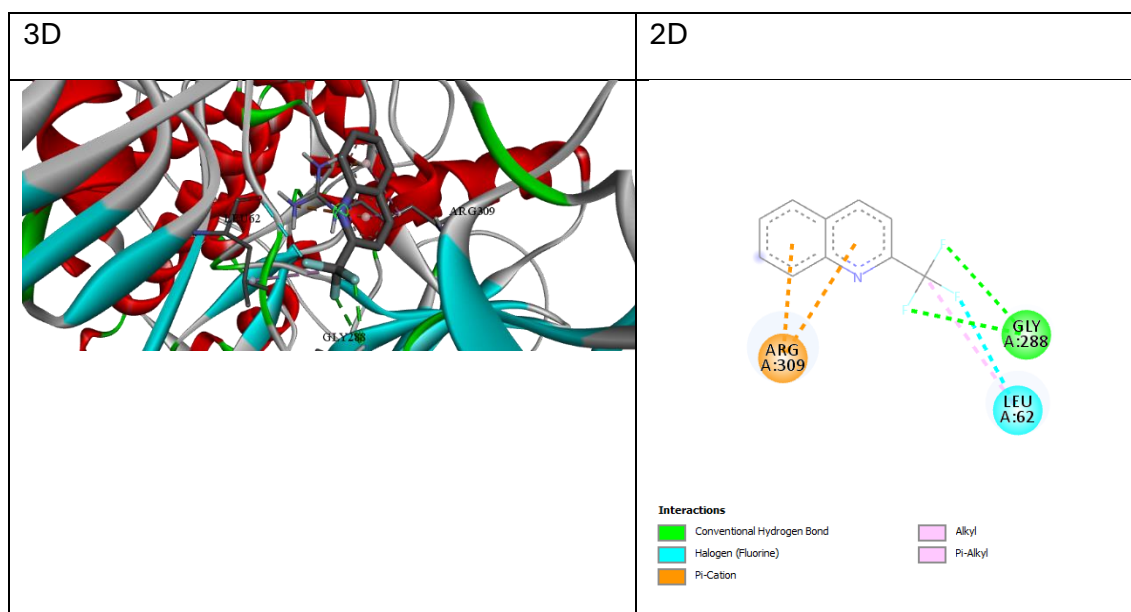 3D
2D
LEU62
ARG309
GLY288
F
F
F
N
ARG
A:309
GLY
A:288
LEU
A:62
Interactions
Conventional Hydrogen Bond
Halogen (Fluorine)
Pi-Cation
Alkyl
Pi-Alkyl